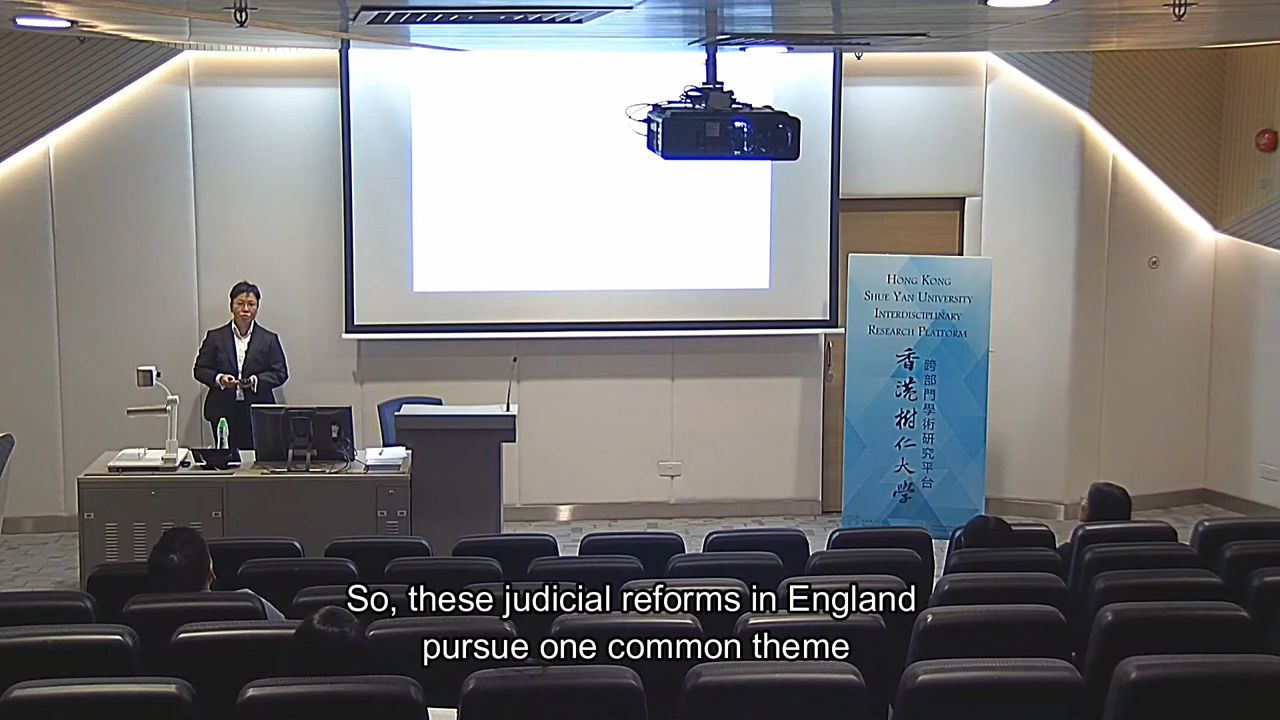 HONG KONG
SHUE YAN UNIVERSITY
INTERDISCIPLINARY
RESEARCH PLATFORM
香港樹仁大學
跨部門學術研究平台
So, these judicial reforms in England
pursue one common theme